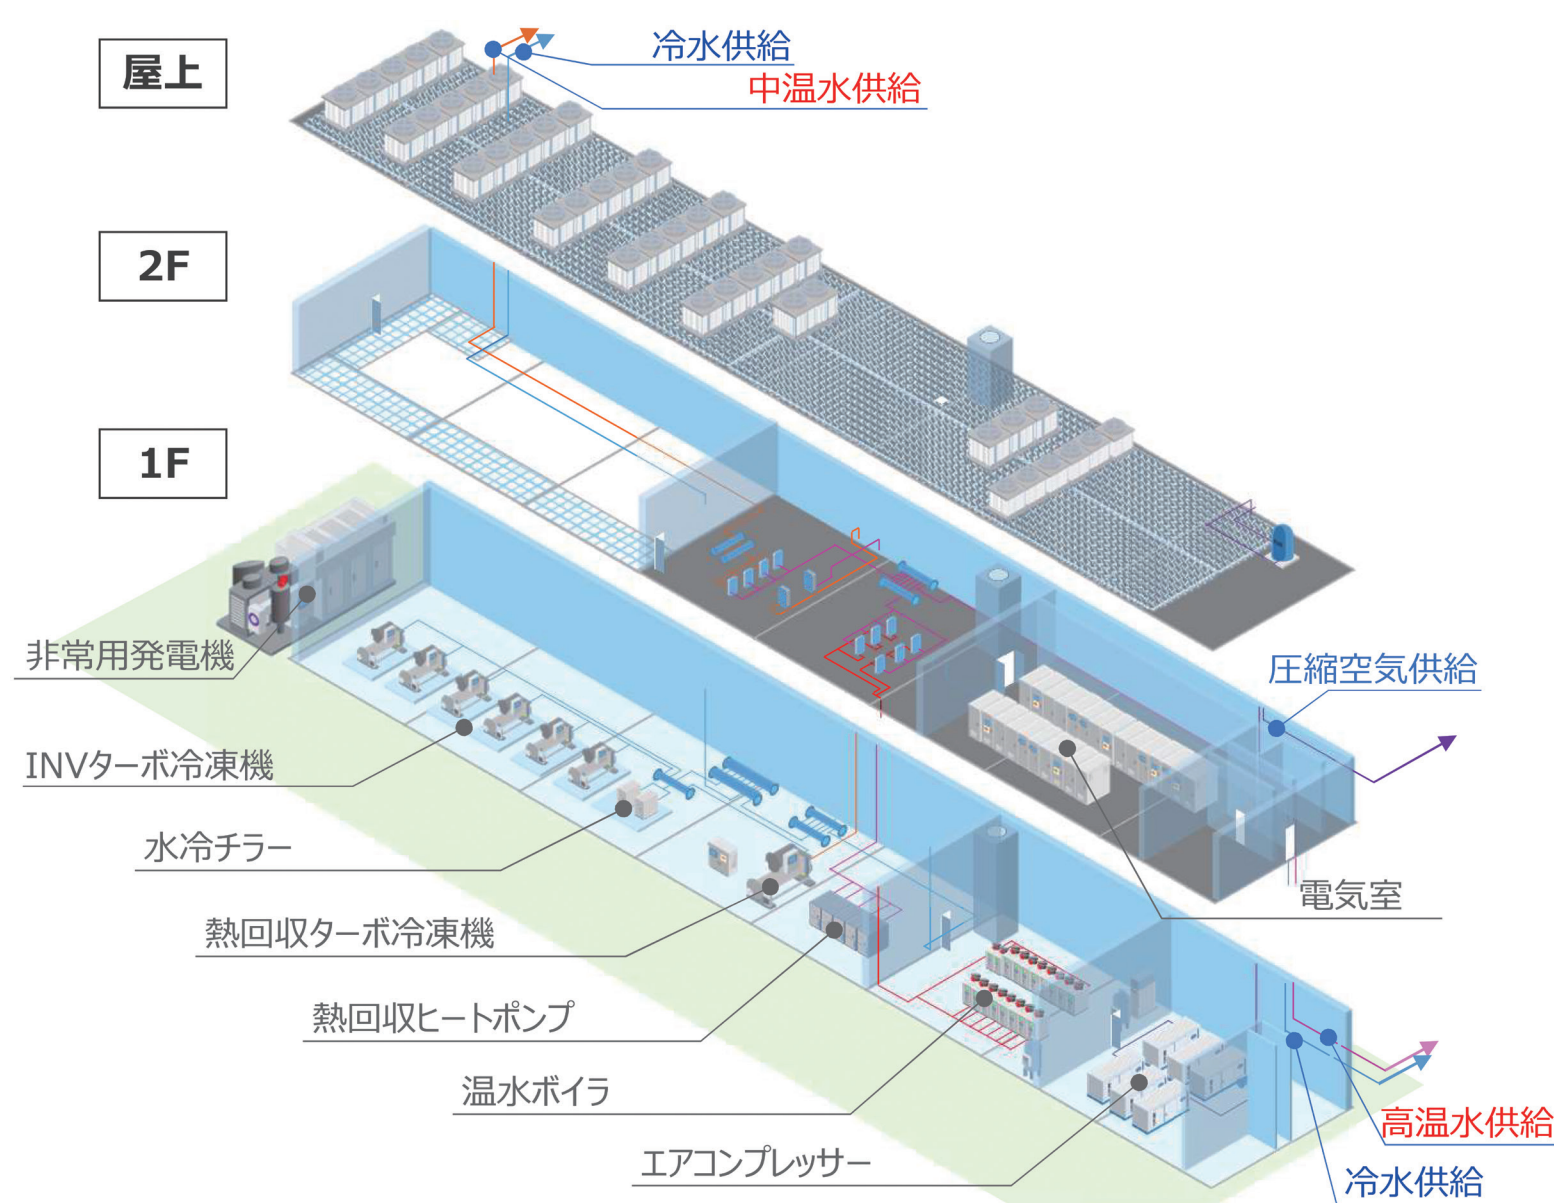 屋上
冷水供給
中温水供給
2F
1F
非常用発電機
圧縮空気供給
INVターボ冷凍機
水冷チラー
電気室
熱回収ターボ冷凍機
熱回収ヒートポンプ
温水ボイラ
高温水供給
エアコンプレッサー
冷水供給